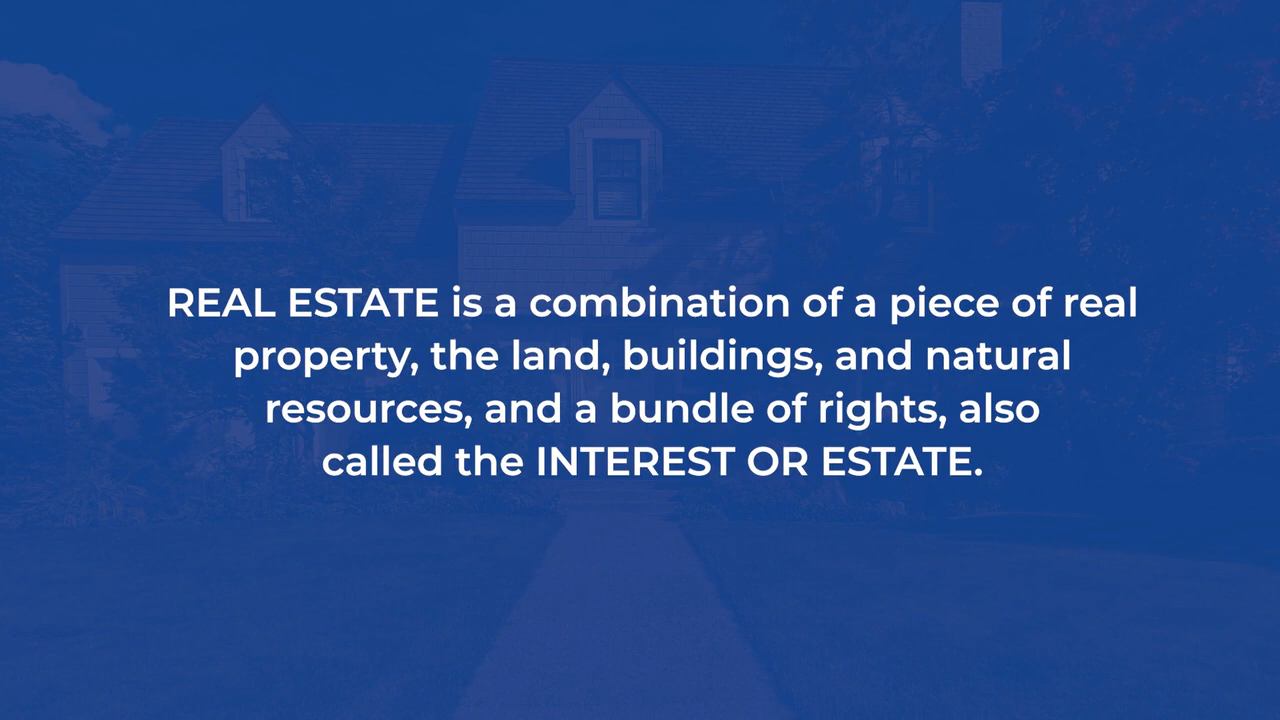 REAL ESTATE is a combination of a piece of real
property, the land, buildings, and natural
resources, and a bundle of rights, also
called the INTEREST OR ESTATE.